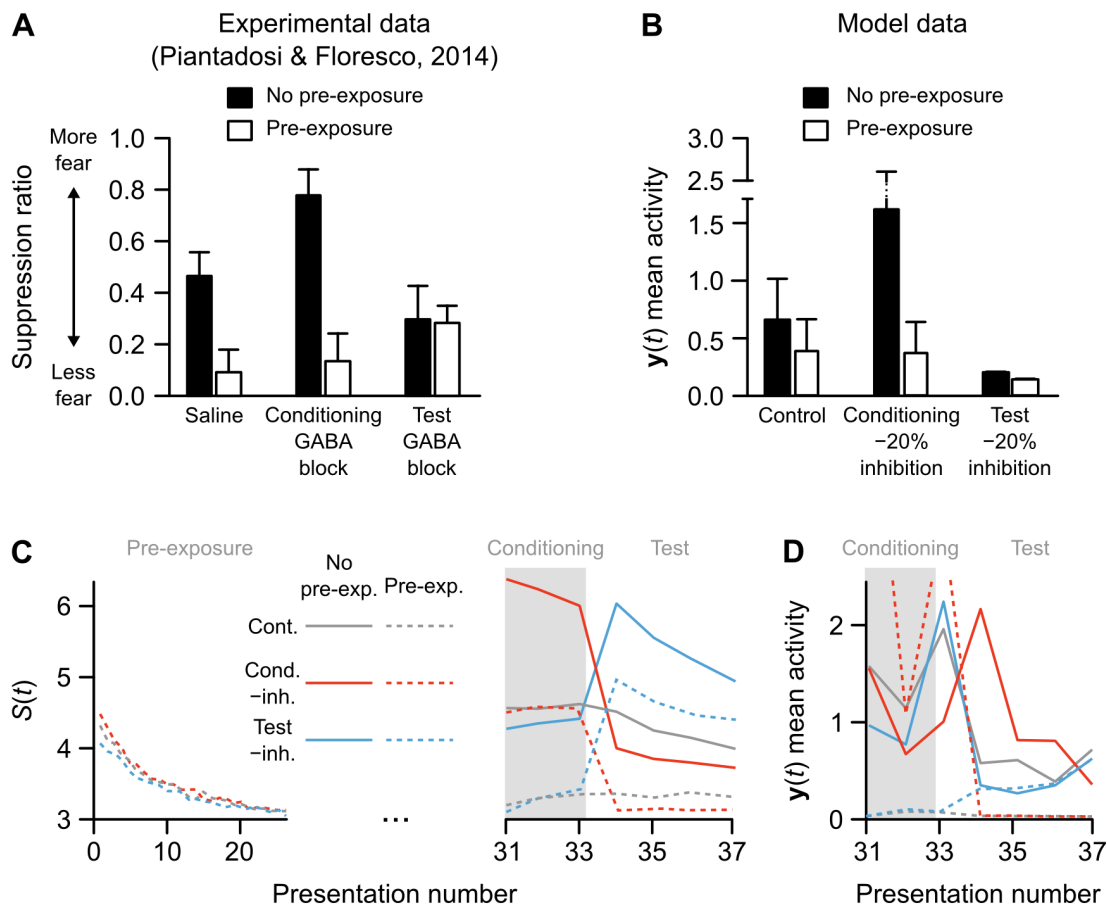 A
Experimental data
(Piantadosi & Floresco, 2014)
No pre-exposure
Pre-exposure
More
fear
Less
fear
Suppression ratio
1.0
0.8
0.6
0.4
0.2
0.0
Saline
Conditioning
GABA
block
Test
GABA
block
B
Model data
No pre-exposure
Pre-exposure
y(t) mean activity
3.0
2.5
1.5
1.0
0.5
0.0
Control
Conditioning
−20%
inhibition
Test
−20%
inhibition
C
Pre-exposure
No
pre-exp.
Pre-exp.
Cont.
Cond.
−inh.
Test
−inh.
Conditioning
Test
S(t)
6
5
4
3
0
10
20
...
31
33
35
37
Presentation number
D
Conditioning
Test
y(t) mean activity
2
1
0
31
33
35
37
Presentation number